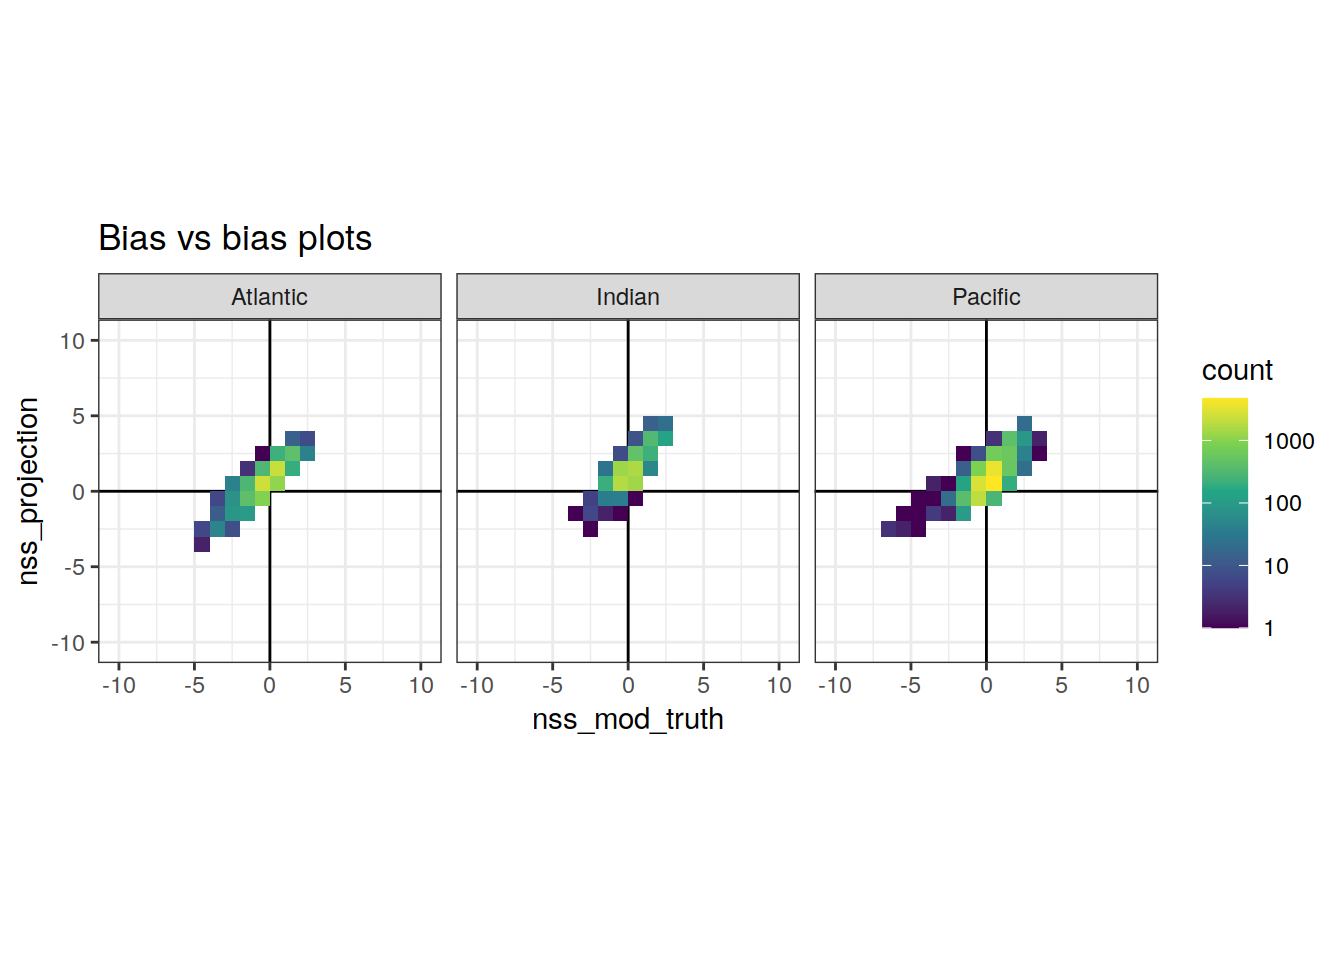 Bias vs bias plots
Atlantic
Indian
Pacific
nss_projection
10
5
0
-5
-10
-10 -5 0 5 10
-10 -5 0 5 10
-10 -5 0 5 10
nss_mod_truth
count
1000
100
10
1